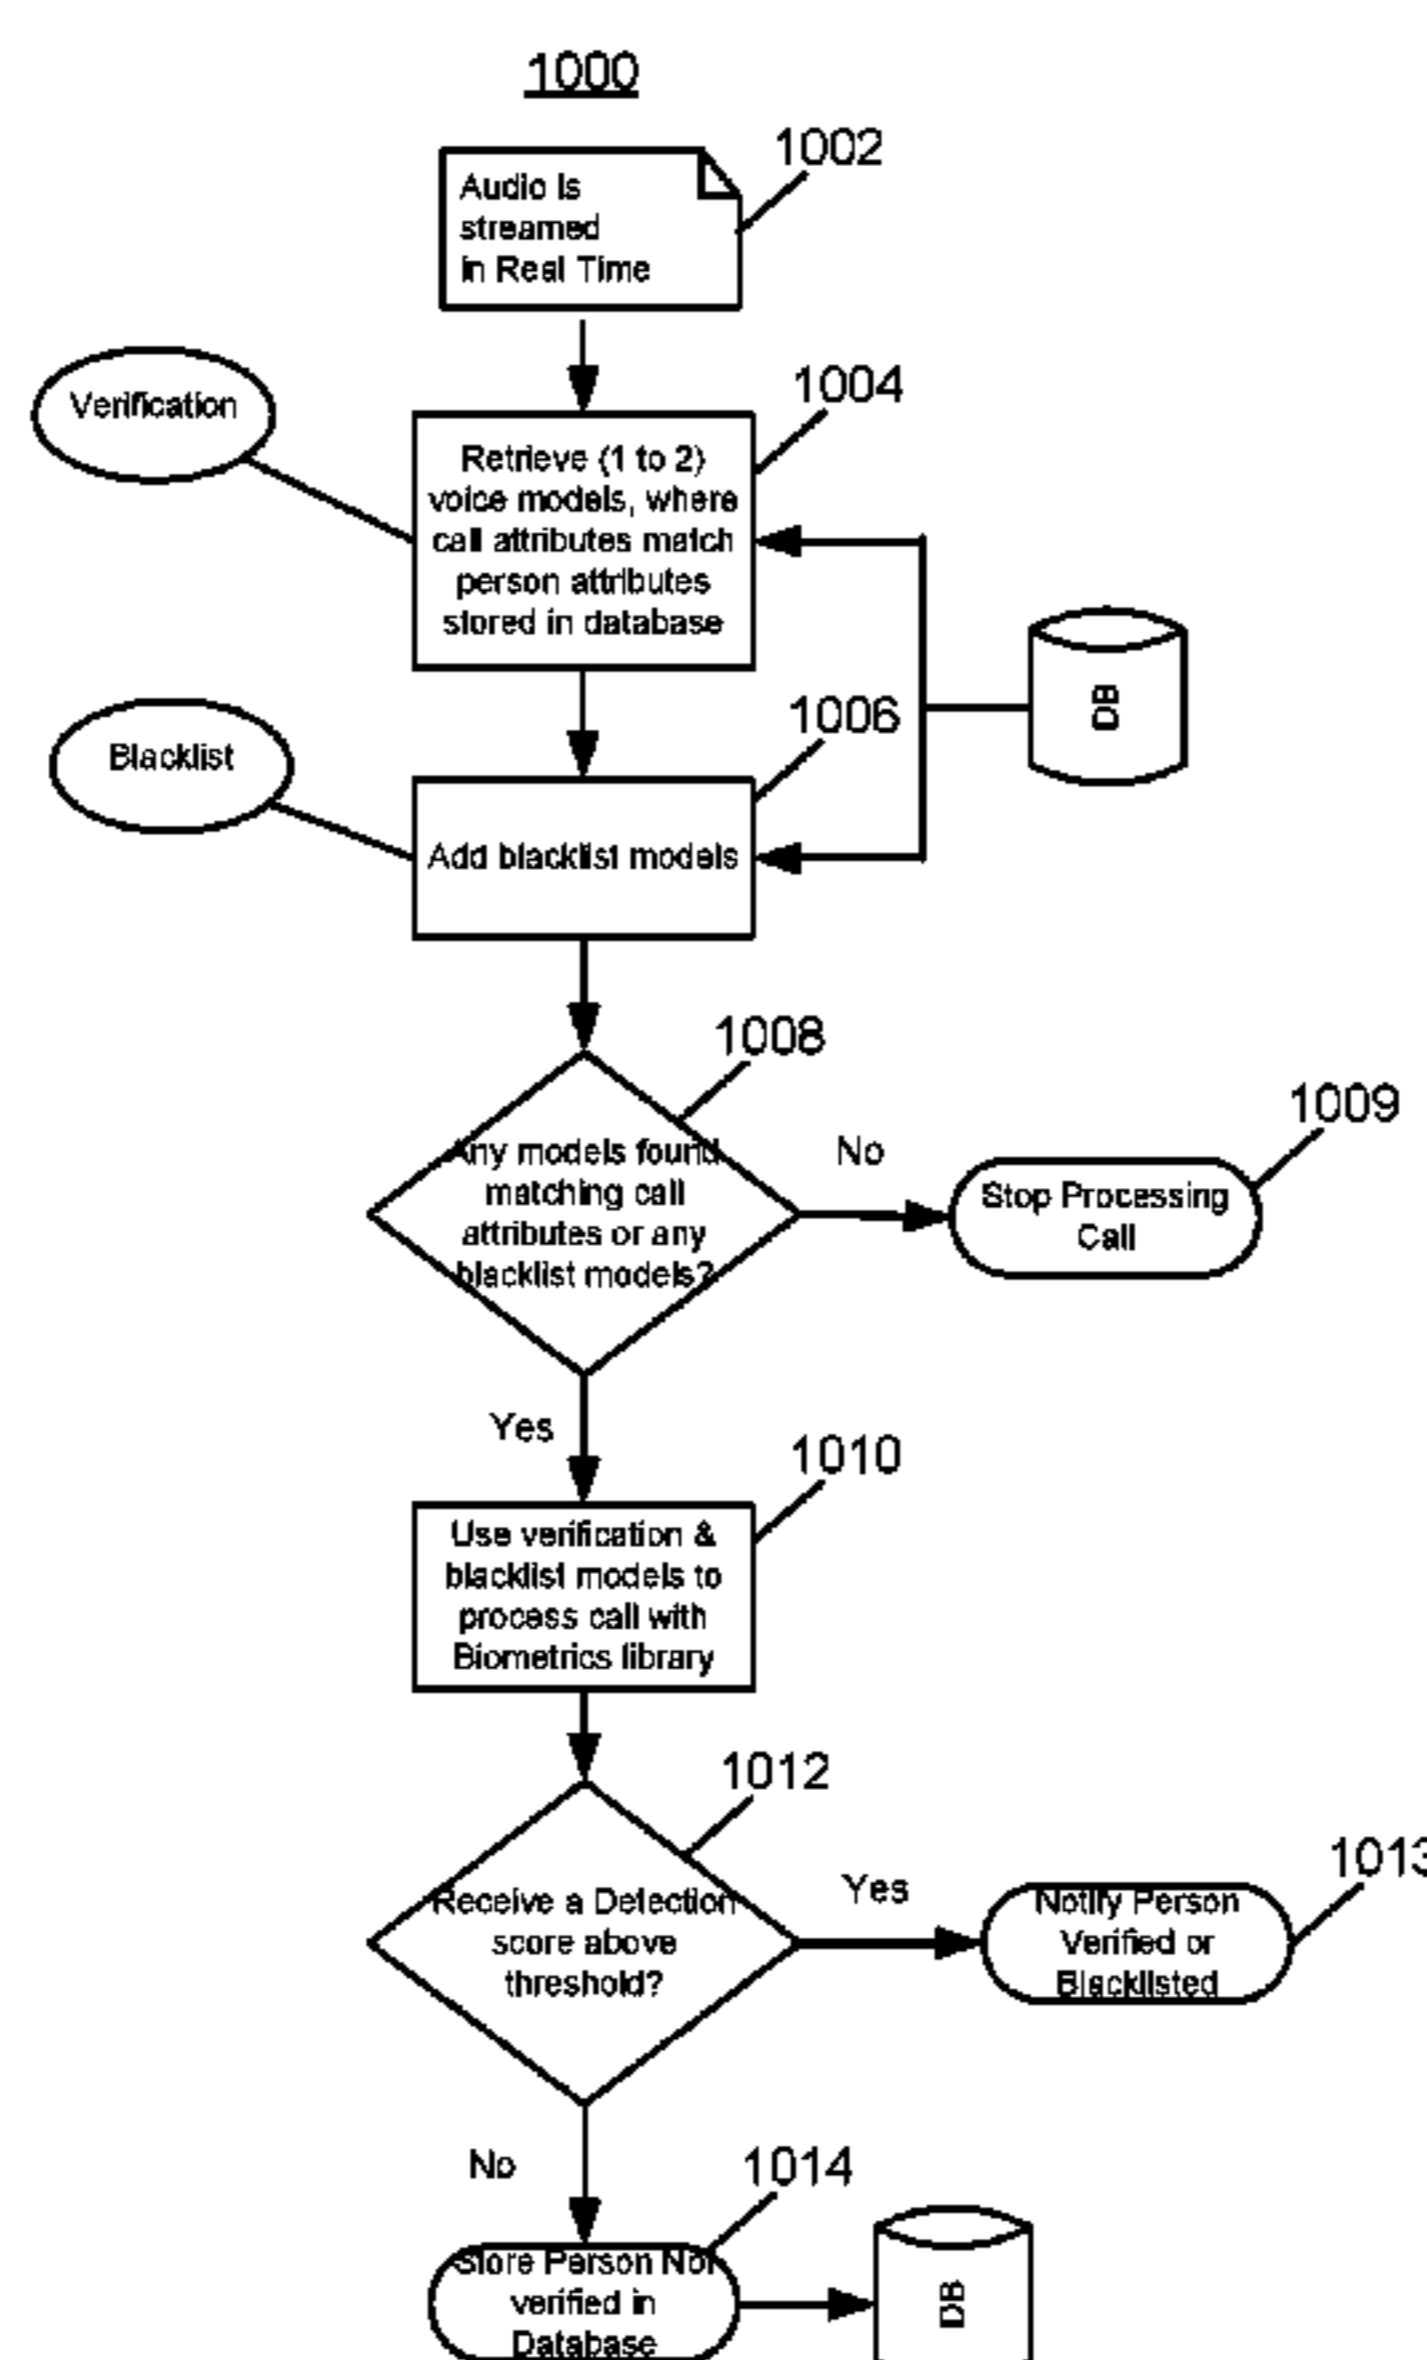 1000
1002
Audio is
streamed
in Real Time
Verification
1004
Retrieve (1 to 2)
voice models, where
call attributes match
person attributes
stored in database
DB
Blacklist
1006
Add blacklist models
1008
Any models found
matching call
attributes or any
blacklist models?
No
1009
Stop Processing
Call
Yes
1010
Use verification &
blacklist models to
process call with
Biometrics library
1012
Receive a Detection
score above
threshold?
Yes
1013
Notify Person
Verified or
Blacklisted
No
1014
Store Person Not
verified in
Database
DB